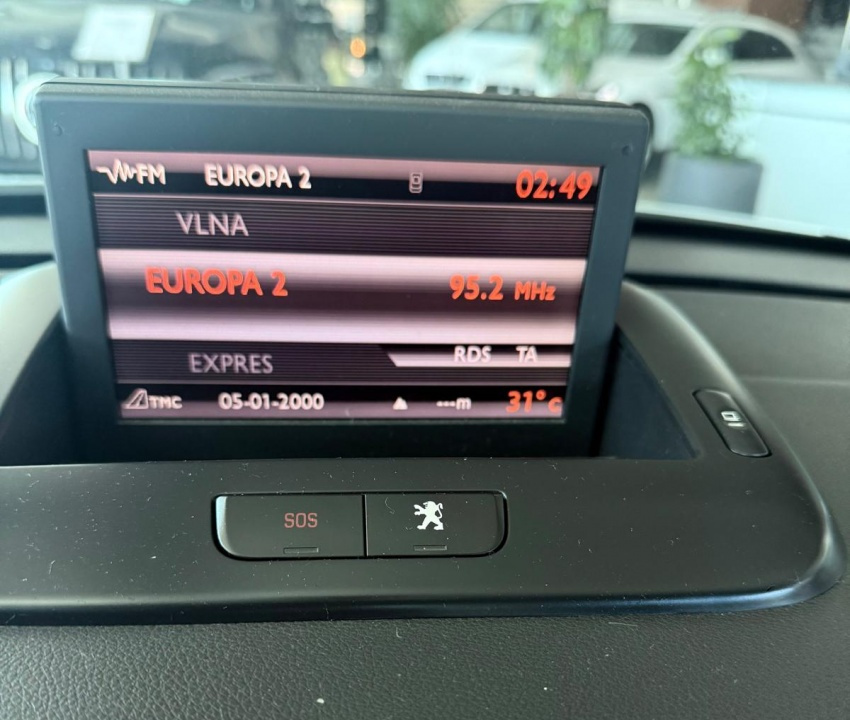 FM EUROPA 2 02:49
VLNA
EUROPA 2 95.2 MHz
EXPRES RDS TA
TMC 05-01-2000 ---m 31°C
SOS